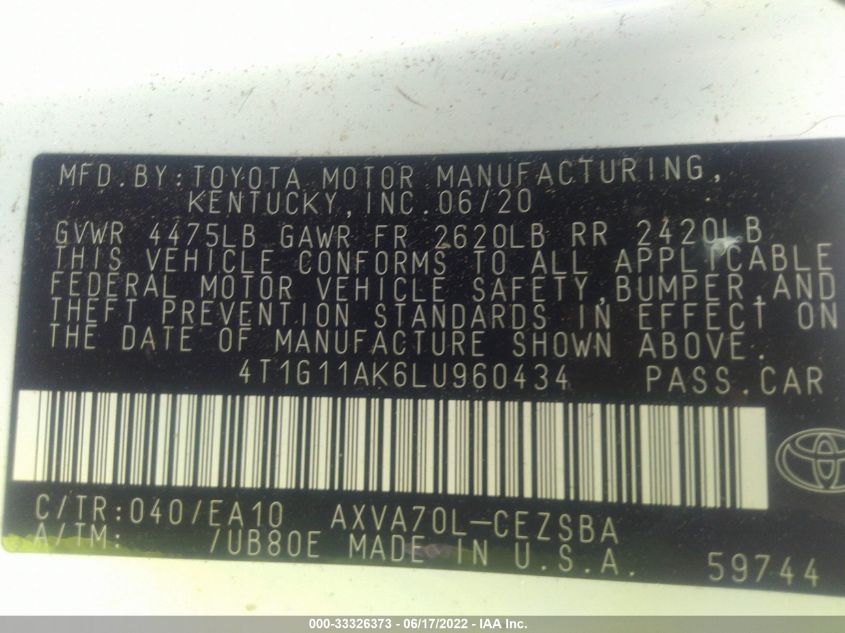 MFD.BY:TOYOTA MOTOR MANUFACTURING,
KENTUCKY,INC.06/20
GVWR 4475LB GAWR FR 2620LB RR 2420LB
THIS VEHICLE CONFORMS TO ALL APPLICABLE
FEDERAL MOTOR VEHICLE SAFETY,BUMPER,AND
THEFT PREVENTION STANDARDS IN EFFECT ON
THE DATE OF MANUFACTURE SHOWN ABOVE.
4T1G11AK6LU960434 PASS.CAR
C/TR:040/EA10 AXVA70L-CEZSBA
A/TM: /UB80E MADE IN U.S.A. 59744
000-33326373 - 06/17/2022 - IAA Inc.